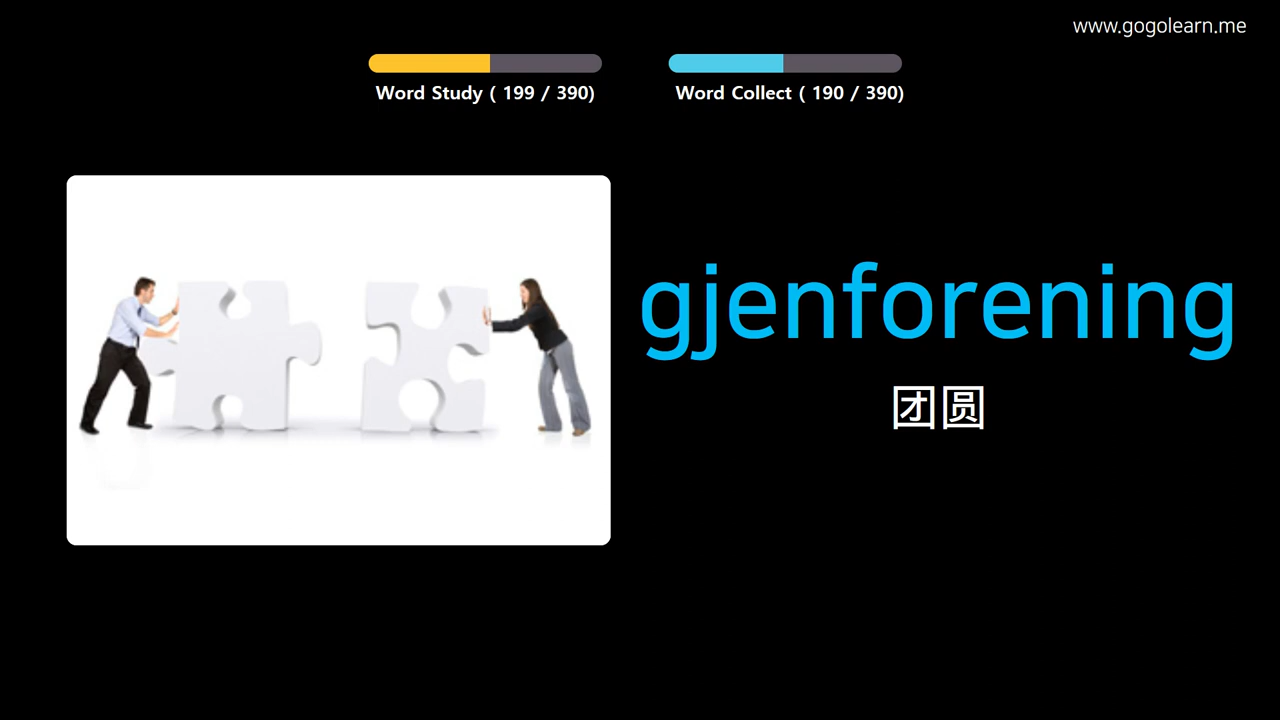 www.gogolearn.me
Word Study ( 199 / 390)
Word Collect ( 190 / 390)
gjenforening
团圆